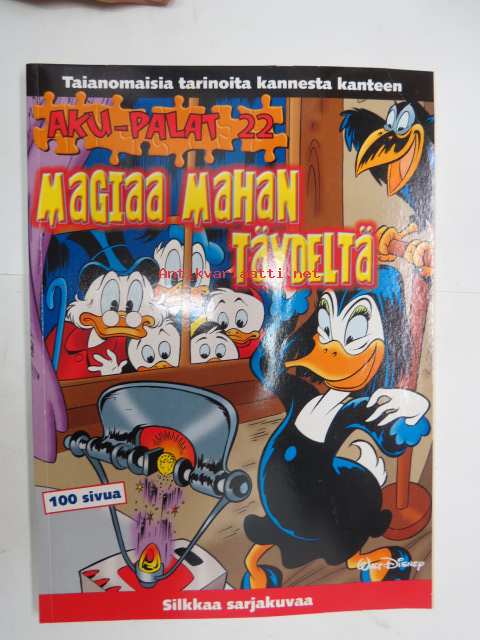 Taianomaisia tarinoita kannesta kanteen
AKU-PALAT 22
MAGIAA MAHAN
TÄYDELTÄ
Antikvariaatti.net
100 sivua
Walt Disney
Silkkaa sarjakuvaa